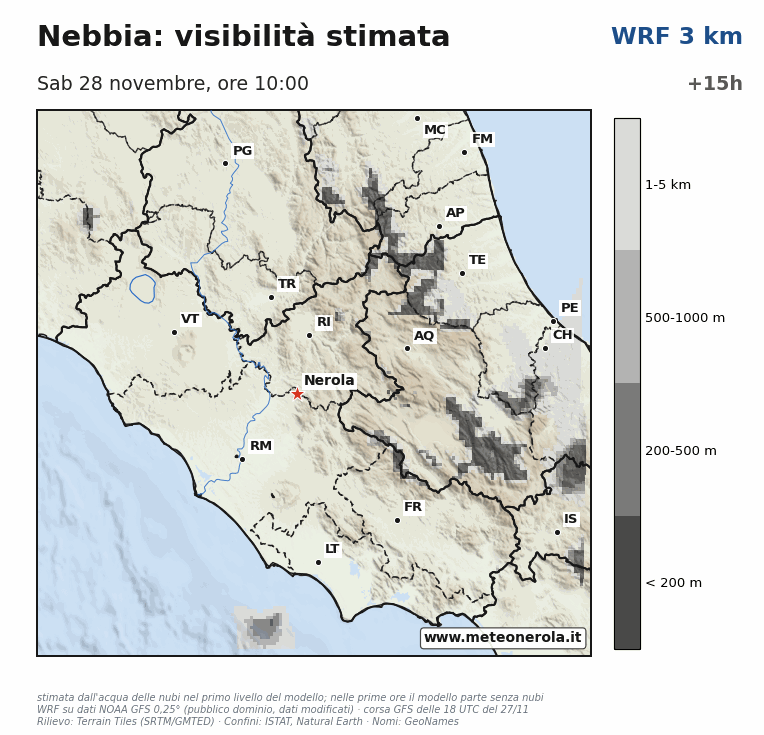 Nebbia: visibilità stimata
WRF 3 km
Sab 28 novembre, ore 10:00
+15h
MC
FM
PG
AP
TE
TR
PE
VT
RI
AQ
CH
Nerola
RM
FR
IS
LT
www.meteonerola.it
1-5 km
500-1000 m
200-500 m
< 200 m
stimata dall'acqua delle nubi nel primo livello del modello; nelle prime ore il modello parte senza nubi
WRF su dati NOAA GFS 0,25° (pubblico dominio, dati modificati) · corsa GFS delle 18 UTC del 27/11
Rilievo: Terrain Tiles (SRTM/GMTED) · Confini: ISTAT, Natural Earth · Nomi: GeoNames